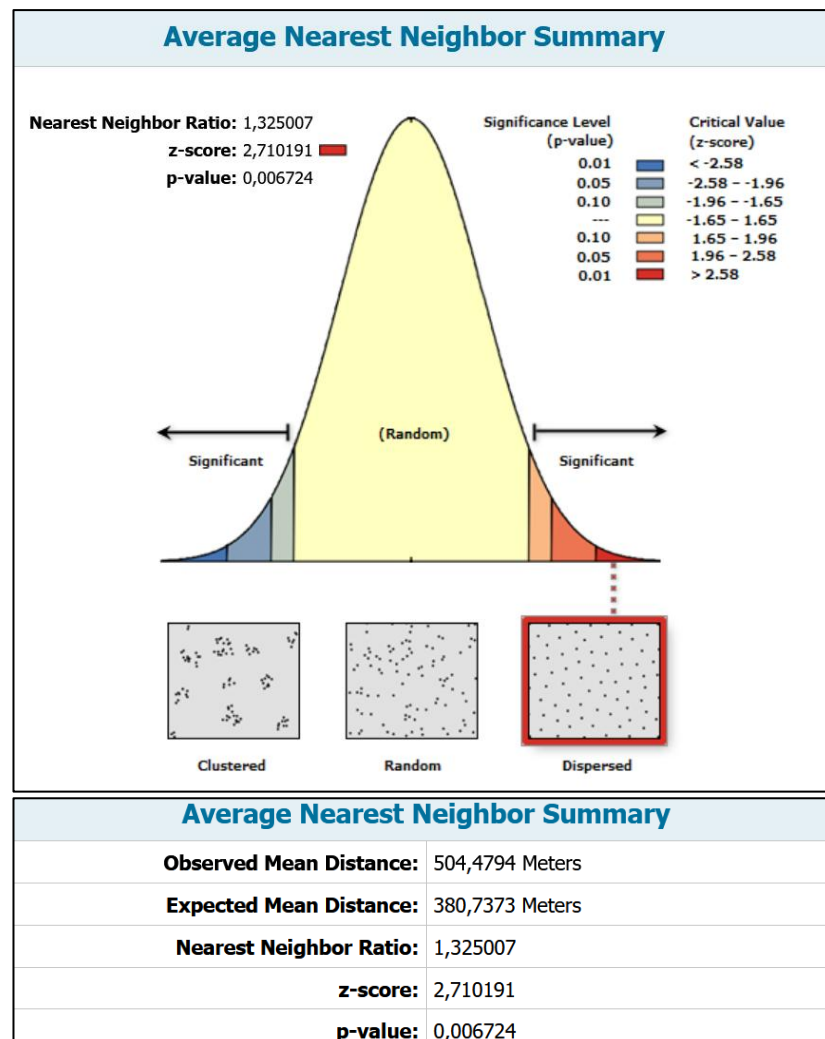 Average Nearest Neighbor Summary
Nearest Neighbor Ratio: 1,325007
z-score: 2,710191
p-value: 0,006724
Significance Level (p-value) Critical Value (z-score)
0.01 < -2.58
0.05 -2.58 – -1.96
0.10 -1.96 – -1.65
--- -1.65 – 1.65
0.10 1.65 – 1.96
0.05 1.96 – 2.58
0.01 > 2.58
(Random)
Significant Significant
Clustered Random Dispersed
Average Nearest Neighbor Summary
Observed Mean Distance: 504,4794 Meters
Expected Mean Distance: 380,7373 Meters
Nearest Neighbor Ratio: 1,325007
z-score: 2,710191
p-value: 0,006724